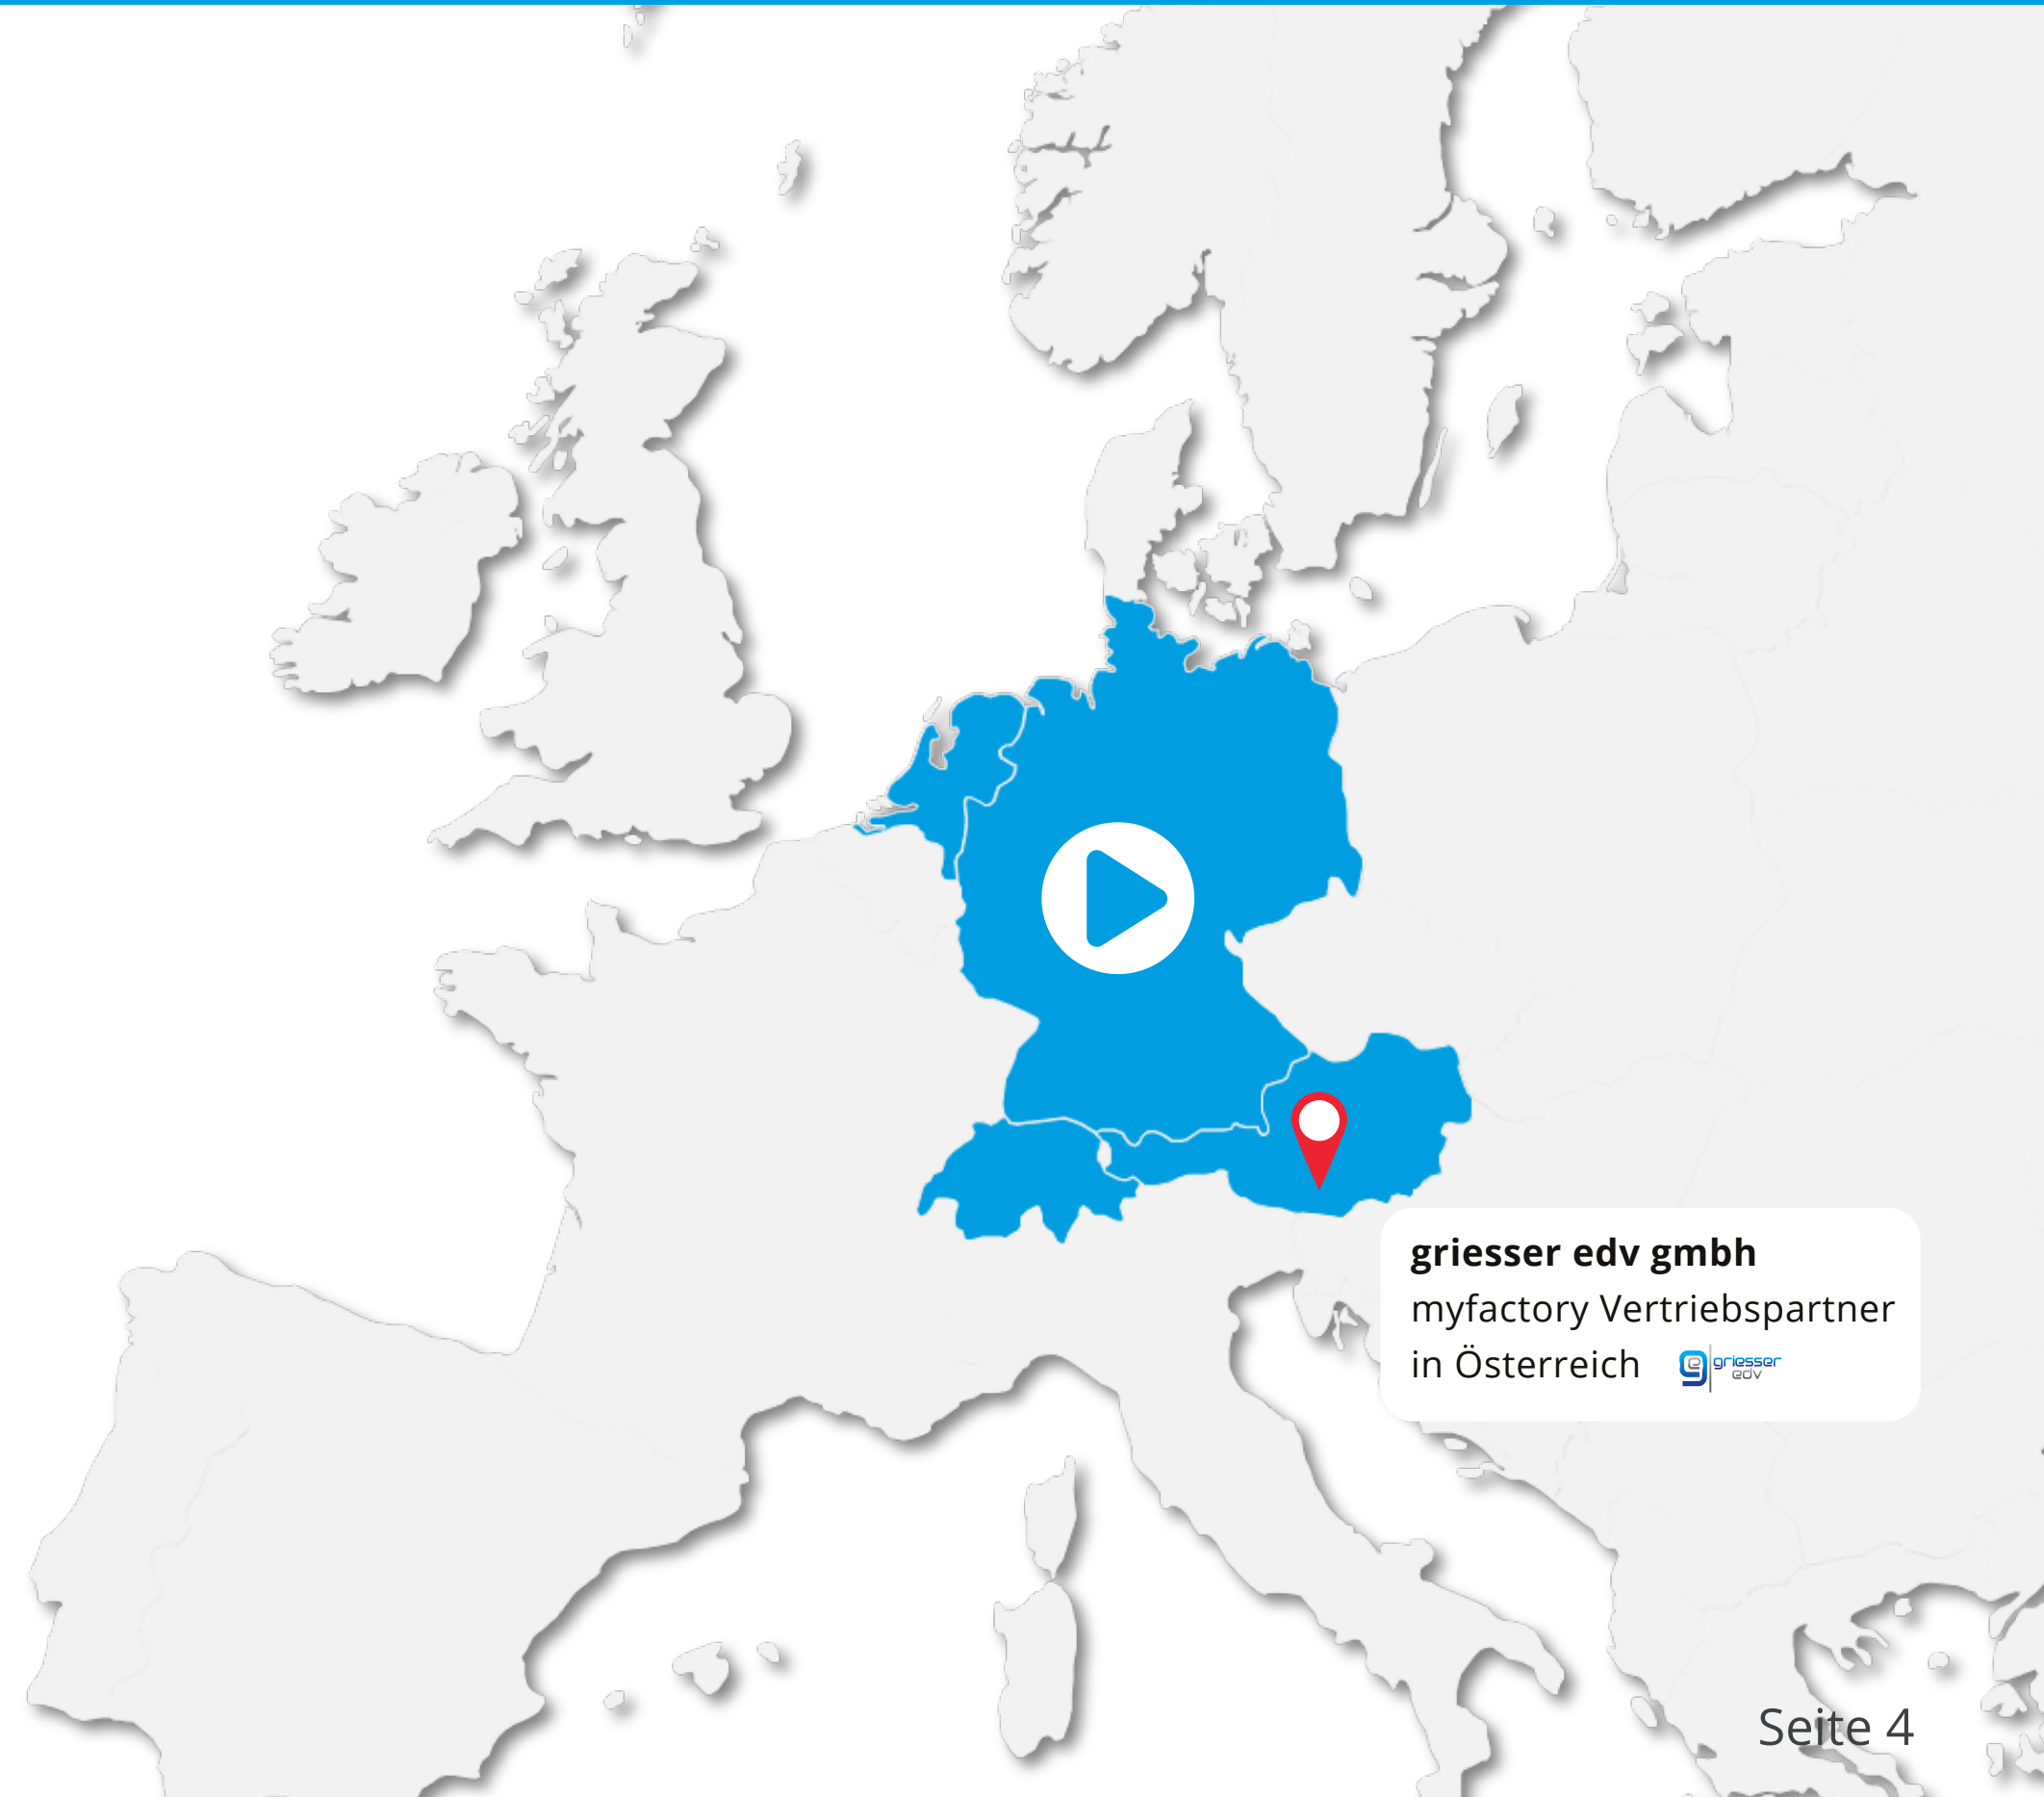 griesser edv gmbh
myfactory Vertriebspartner
in Österreich
griesser
edv
Seite 4